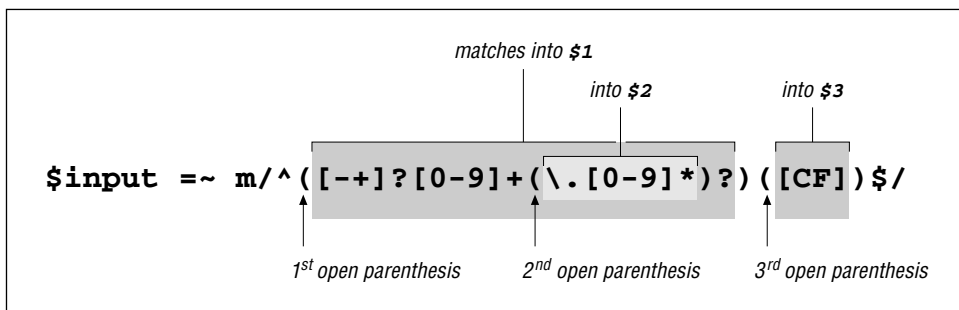 matches into $1
into $2 into $3
$input =~ m/^([-+]?[0-9]+(\.[0-9]*)?)([CF])$/
1st open parenthesis 2nd open parenthesis 3rd open parenthesis